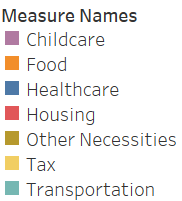 Measure Names
Childcare
Food
Healthcare
Housing
Other Necessities
Tax
Transportation